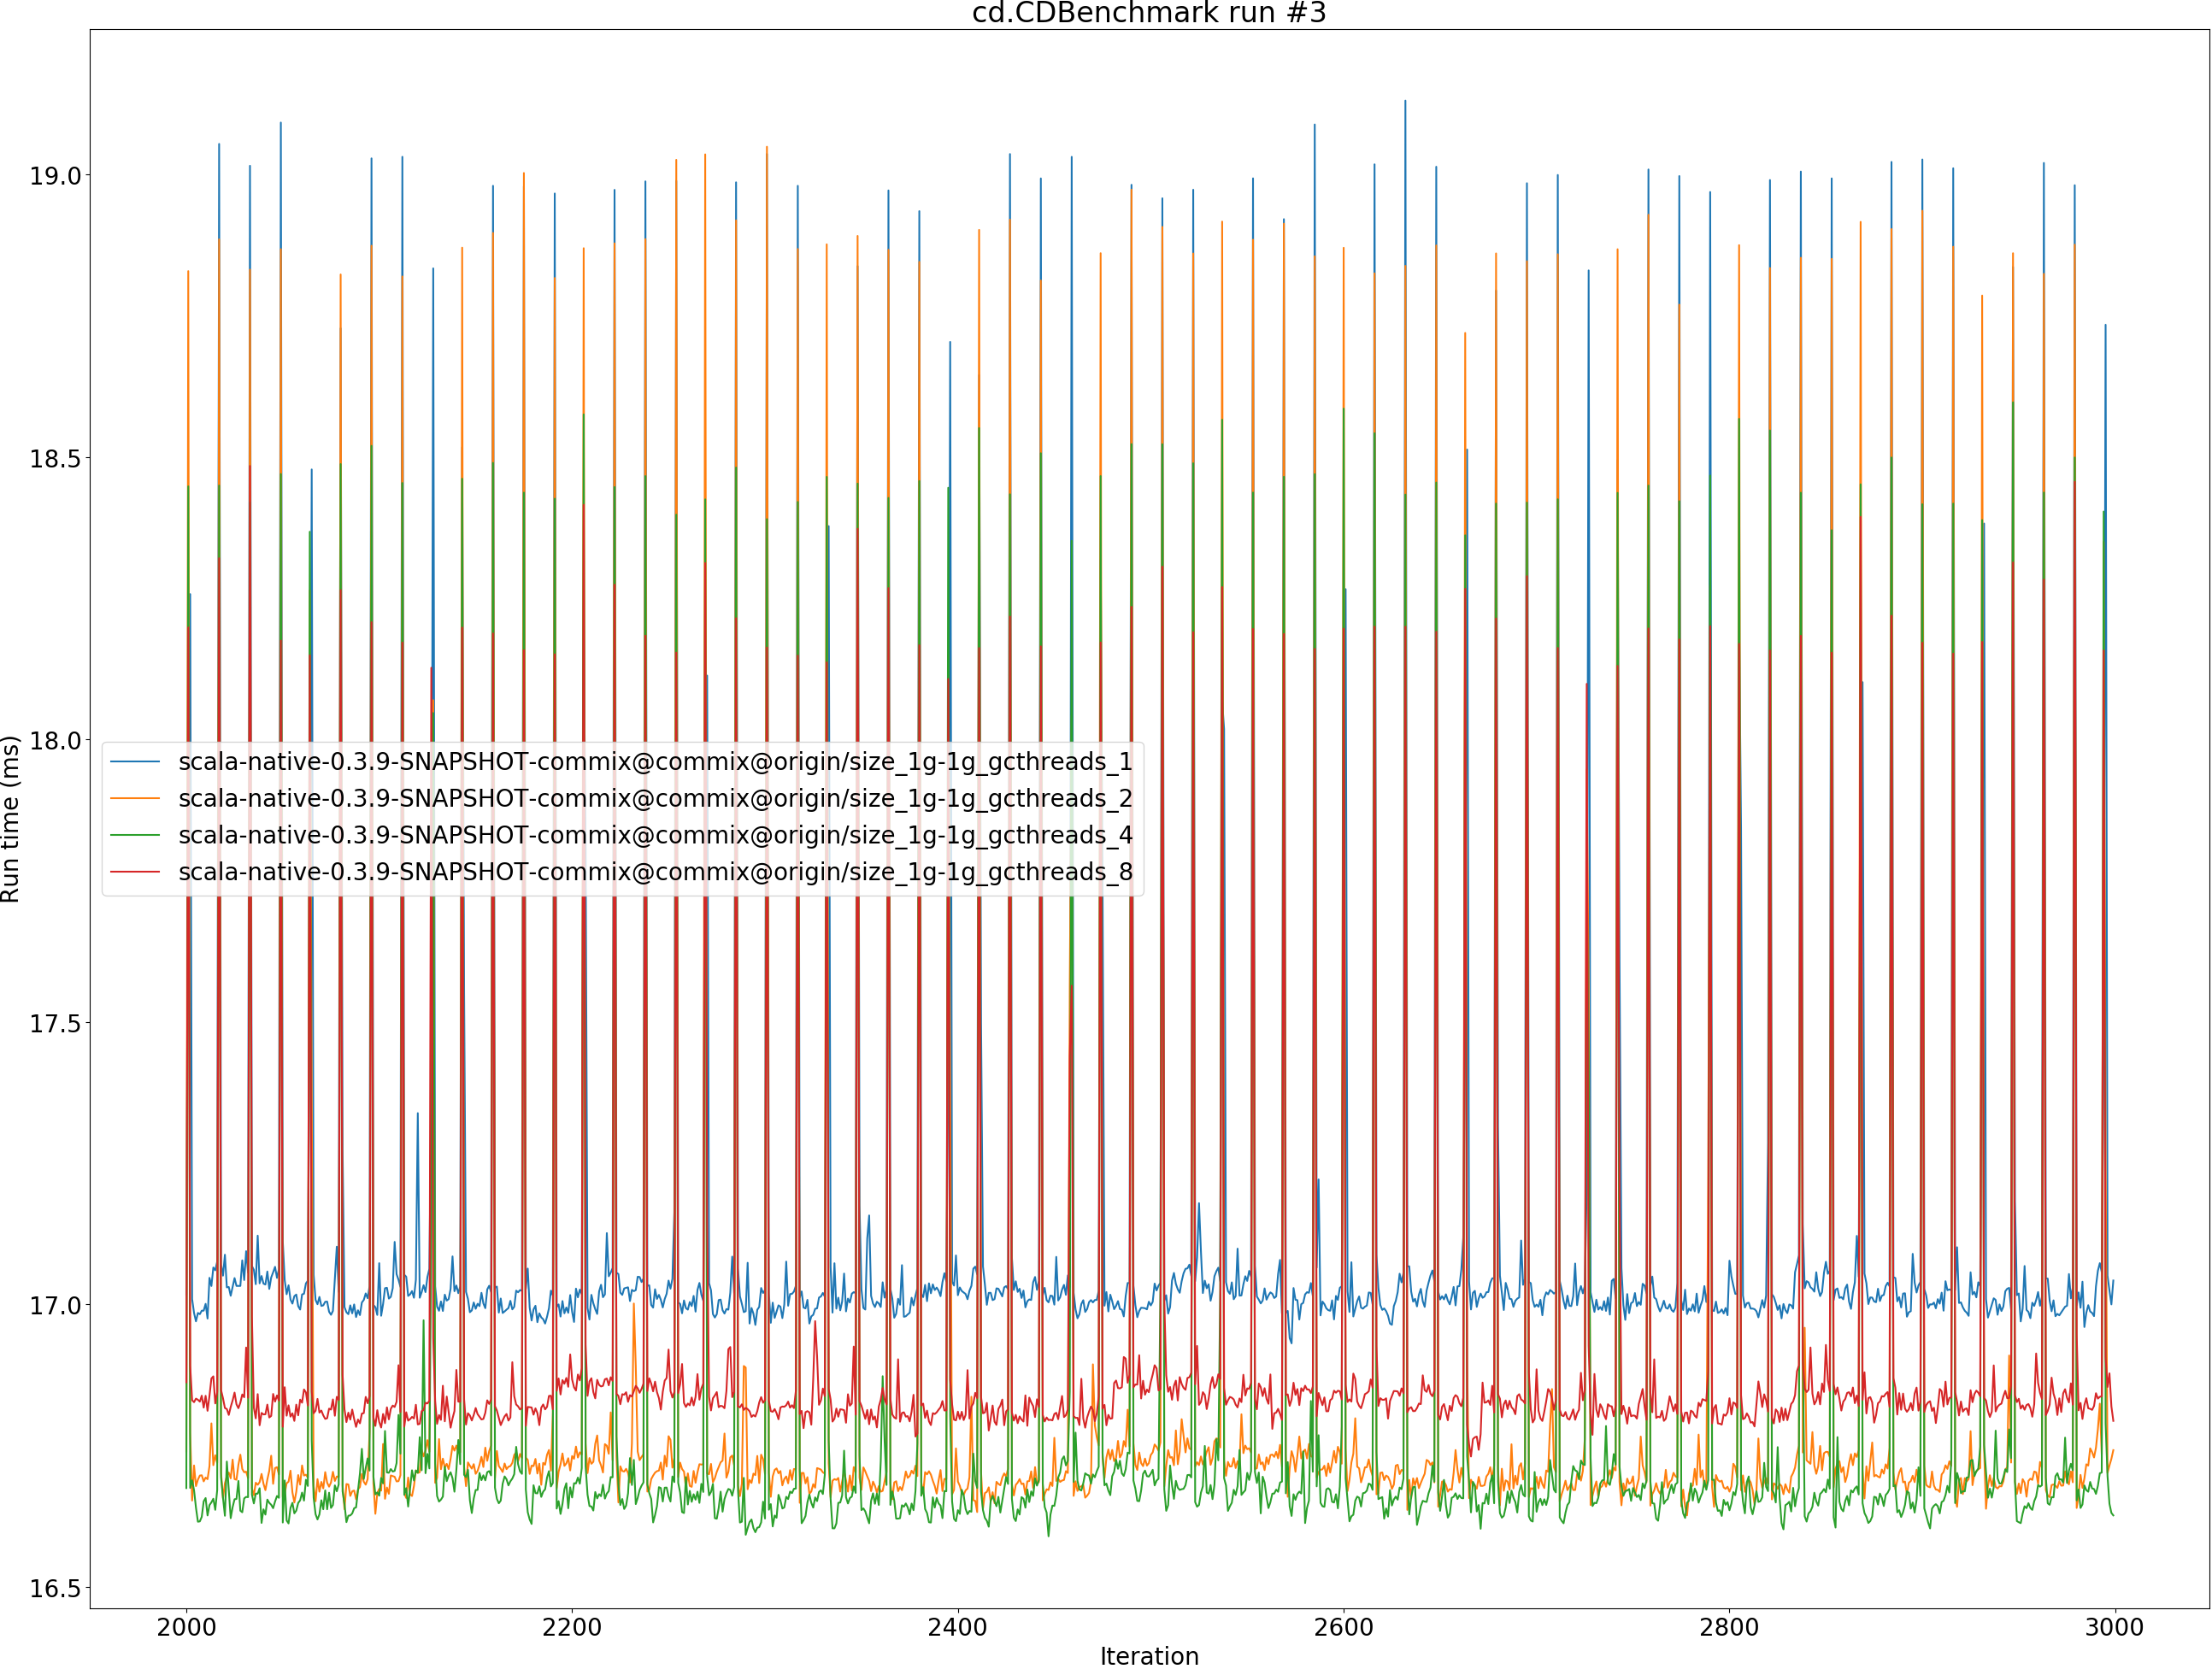 cd.CDBenchmark run #3
19.0
18.5
18.0
17.5
17.0
16.5
Run time (ms)
scala-native-0.3.9-SNAPSHOT-commix@commix@origin/size_1g-1g_gcthreads_1
scala-native-0.3.9-SNAPSHOT-commix@commix@origin/size_1g-1g_gcthreads_2
scala-native-0.3.9-SNAPSHOT-commix@commix@origin/size_1g-1g_gcthreads_4
scala-native-0.3.9-SNAPSHOT-commix@commix@origin/size_1g-1g_gcthreads_8
2000 2200 2400 2600 2800 3000
Iteration